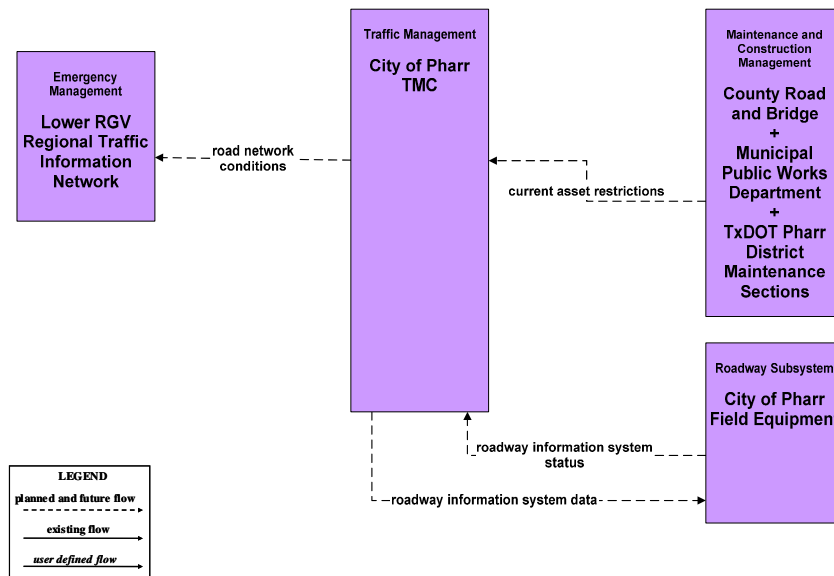 Emergency
Management
Lower RGV
Regional Traffic
Information
Network
road network
conditions
Traffic Management
City of Pharr
TMC
current asset restrictions
Maintenance and
Construction
Management
County Road
and Bridge
+
Municipal
Public Works
Department
+
TxDOT Pharr
District
Maintenance
Sections
Roadway Subsystem
City of Pharr
Field Equipmen
roadway information system
status
roadway information system data
LEGEND
planned and future flow
existing flow
user defined flow